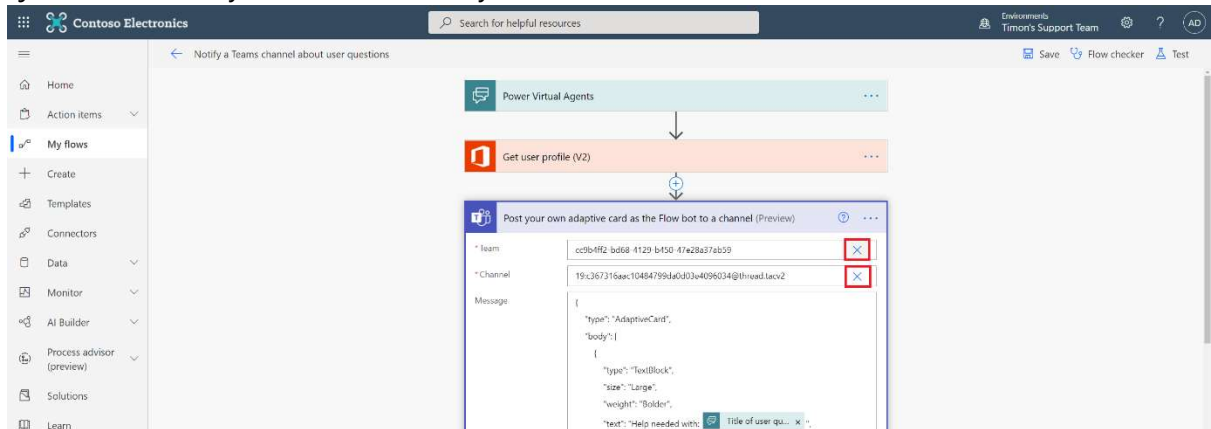 Contoso Electronics
Search for helpful resources
Environments
Timon's Support Team
AD
Notify a Teams channel about user questions
Save
Flow checker
Test
Home
Action items
My flows
Create
Templates
Connectors
Data
Monitor
AI Builder
Process advisor
(preview)
Solutions
Learn
Power Virtual Agents
Get user profile (V2)
Post your own adaptive card as the Flow bot to a channel (Preview)
* Team
cc9b4ff2-bd68-4129-b450-47e28a37ab59
* Channel
19:c367316aac10484799da0d03e4096034@thread.tacv2
Message
{
"type": "AdaptiveCard",
"body": [
{
"type": "TextBlock",
"size": "Large",
"weight": "Bolder",
"text": "Help needed with: Title of user qu... x ",